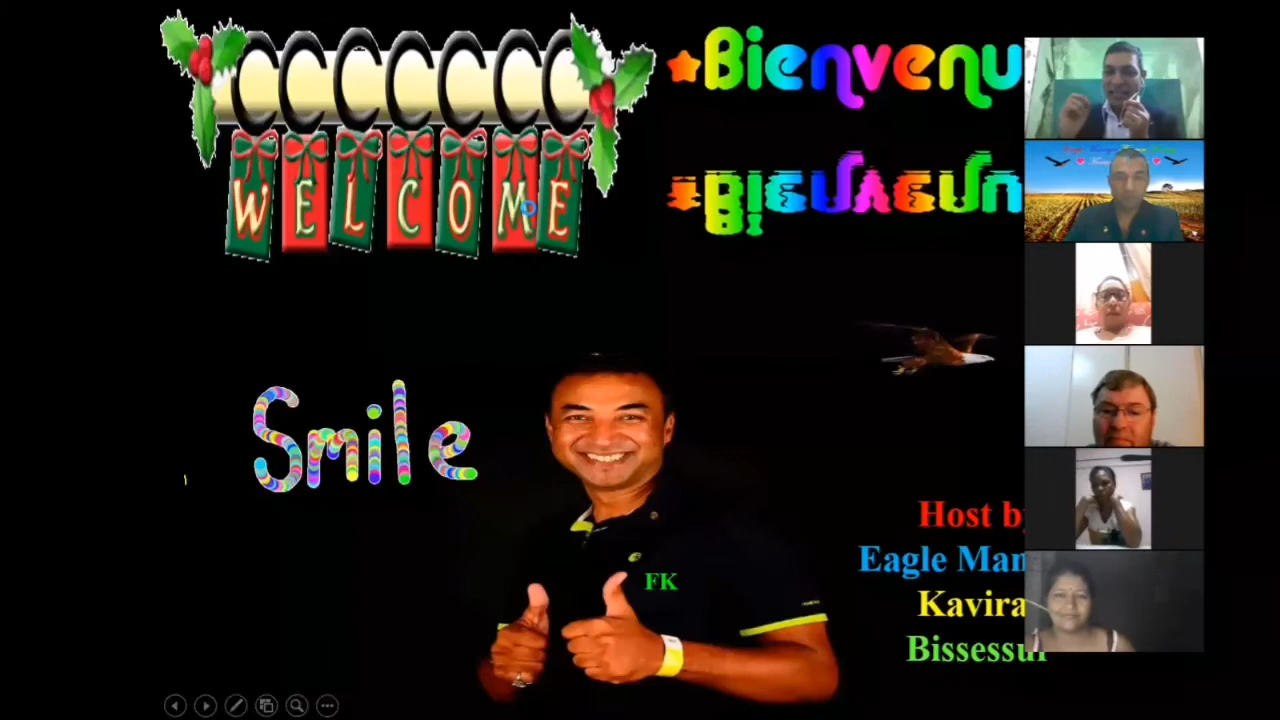 WELCOME
Bienvenu
Smile
FK
Host by
Eagle Man
Kavira
Bissessur